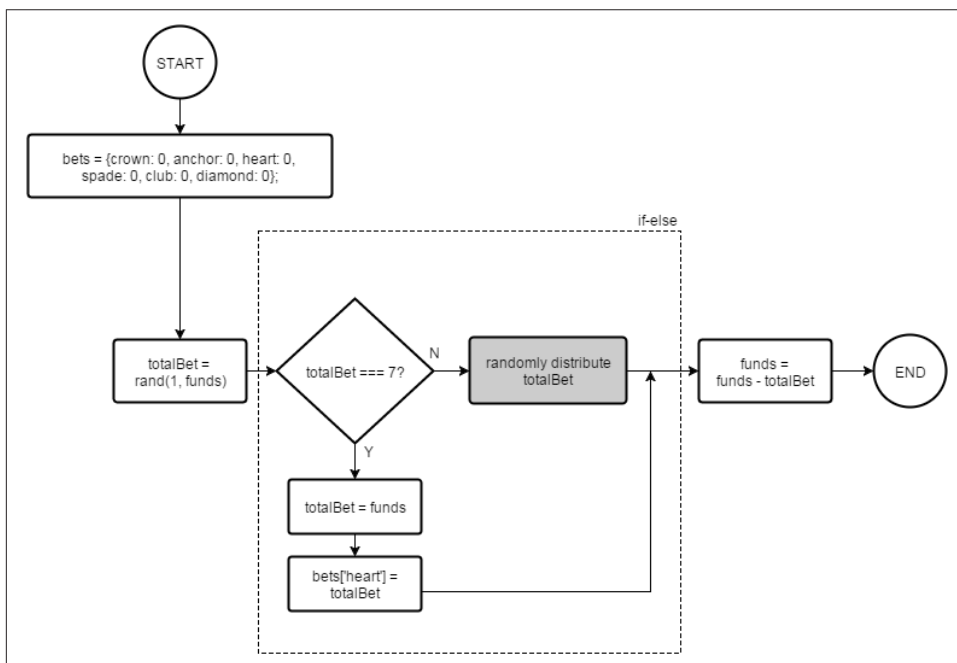 START
bets = {crown: 0, anchor: 0, heart: 0,
spade: 0, club: 0, diamond: 0};
if-else
totalBet =
rand(1, funds)
totalBet === 7?
N
randomly distribute
totalBet
funds =
funds - totalBet
END
Y
totalBet = funds
bets['heart'] =
totalBet